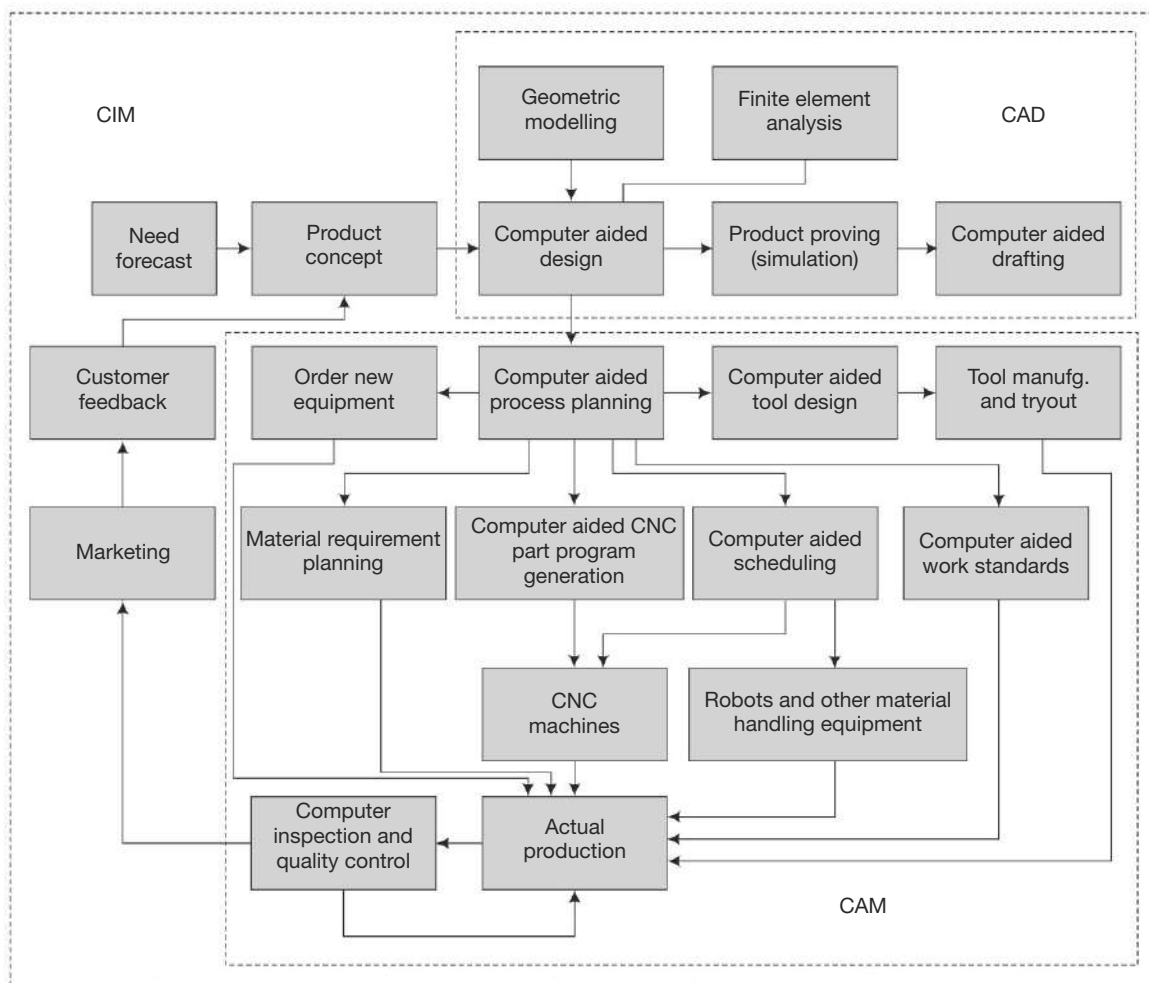 CIM
CAD
Geometric
modelling
Finite element
analysis
Need
forecast
Product
concept
Computer aided
design
Product proving
(simulation)
Computer aided
drafting
Customer
feedback
Order new
equipment
Computer aided
process planning
Computer aided
tool design
Tool manufg.
and tryout
Marketing
Material requirement
planning
Computer aided CNC
part program
generation
Computer aided
scheduling
Computer aided
work standards
CNC
machines
Robots and other material
handling equipment
Computer
inspection and
quality control
Actual
production
CAM